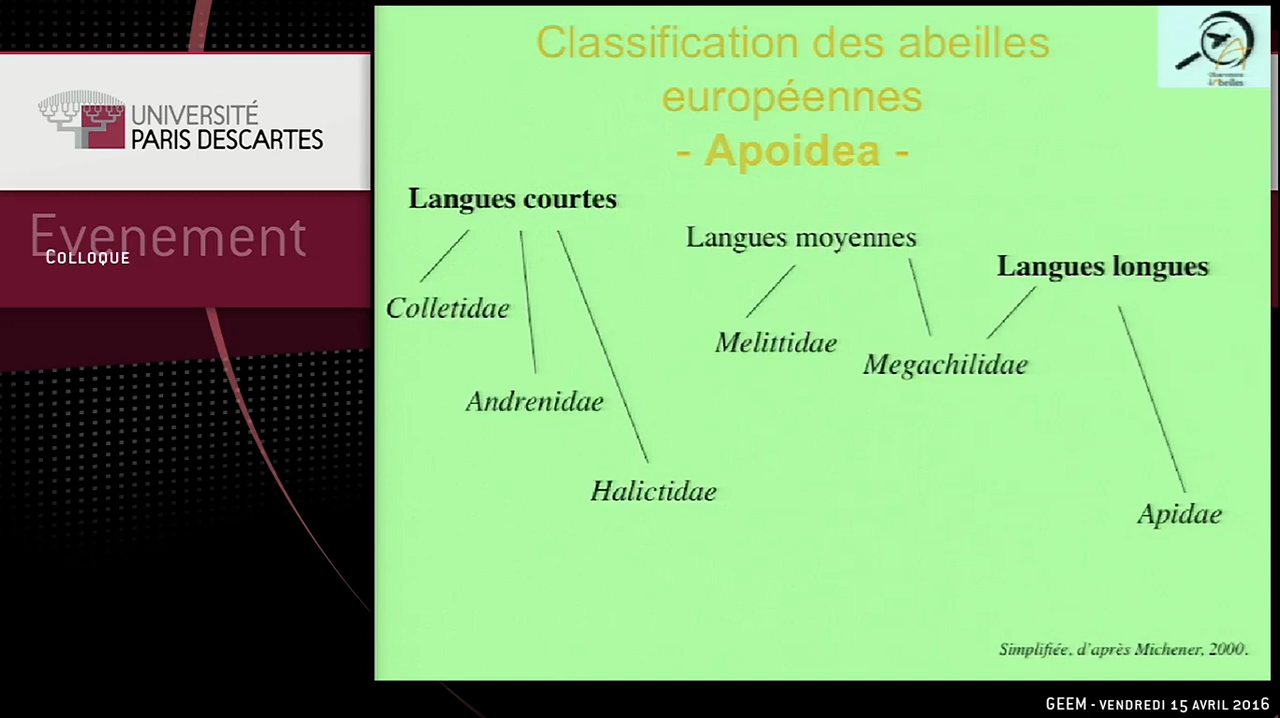 UNIVERSITÉ
PARIS DESCARTES
Evenement
COLLOQUE
Classification des abeilles
européennes
- Apoidea -
Langues courtes
Langues moyennes
Langues longues
Colletidae
Melittidae
Megachilidae
Andrenidae
Halictidae
Apidae
Simplifiée, d'après Michener, 2000.
GEEM - VENDREDI 15 AVRIL 2016